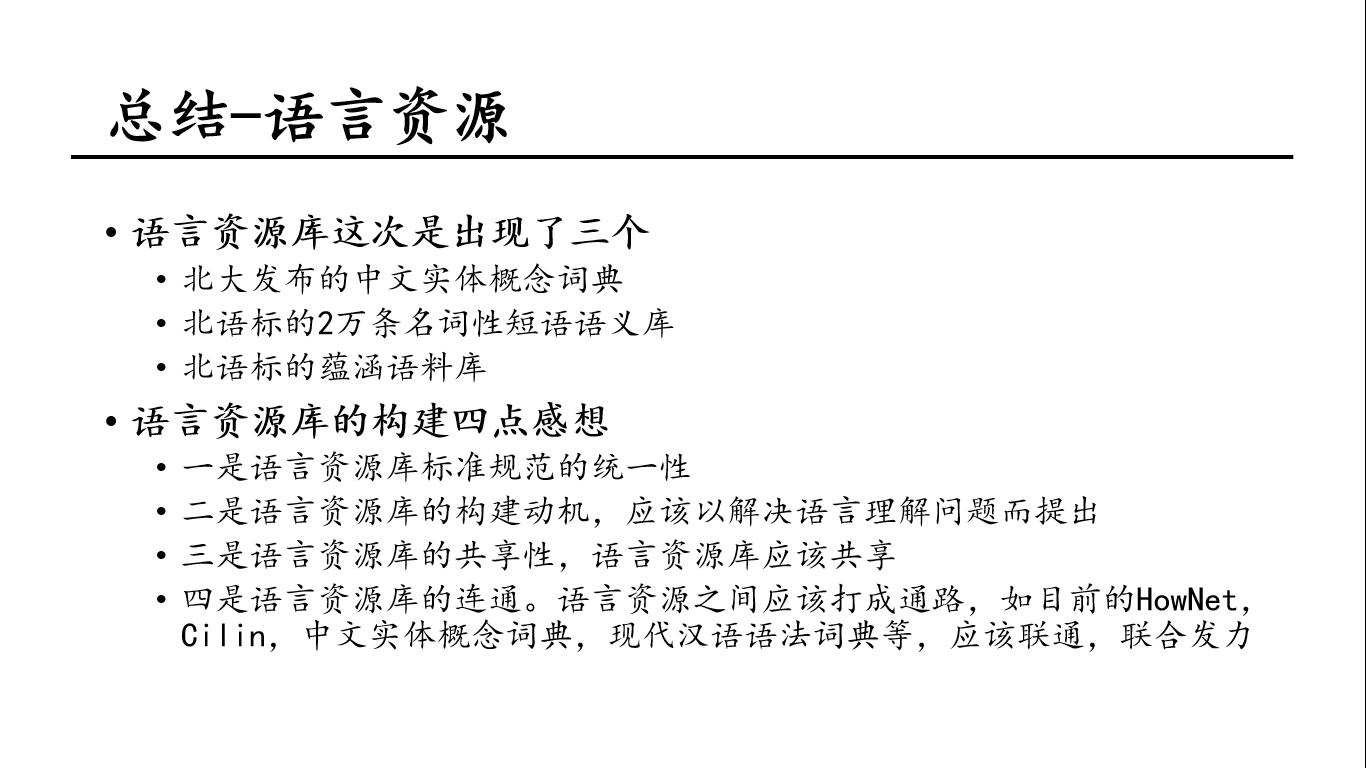 总结-语言资源
• 语言资源库这次是出现了三个
• 北大发布的中文实体概念词典
• 北语标的2万条名词性短语语义库
• 北语标的蕴涵语料库
• 语言资源库的构建四点感想
• 一是语言资源库标准规范的统一性
• 二是语言资源库的构建动机，应该以解决语言理解问题而提出
• 三是语言资源库的共享性，语言资源库应该共享
• 四是语言资源库的连通。语言资源之间应该打成通路，如目前的HowNet，
Cilin，中文实体概念词典，现代汉语语法词典等，应该联通，联合发力